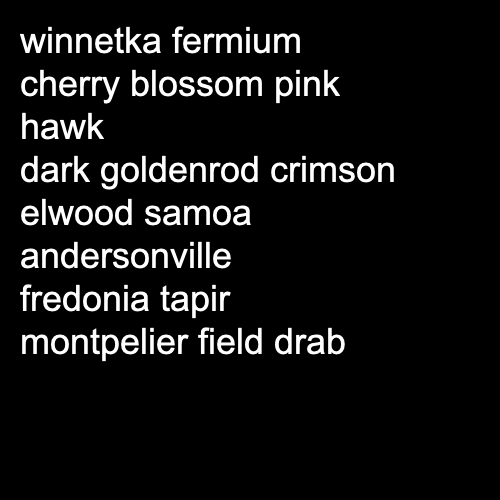 winnetka fermium
cherry blossom pink
hawk
dark goldenrod crimson
elwood samoa
andersonville
fredonia tapir
montpelier field drab